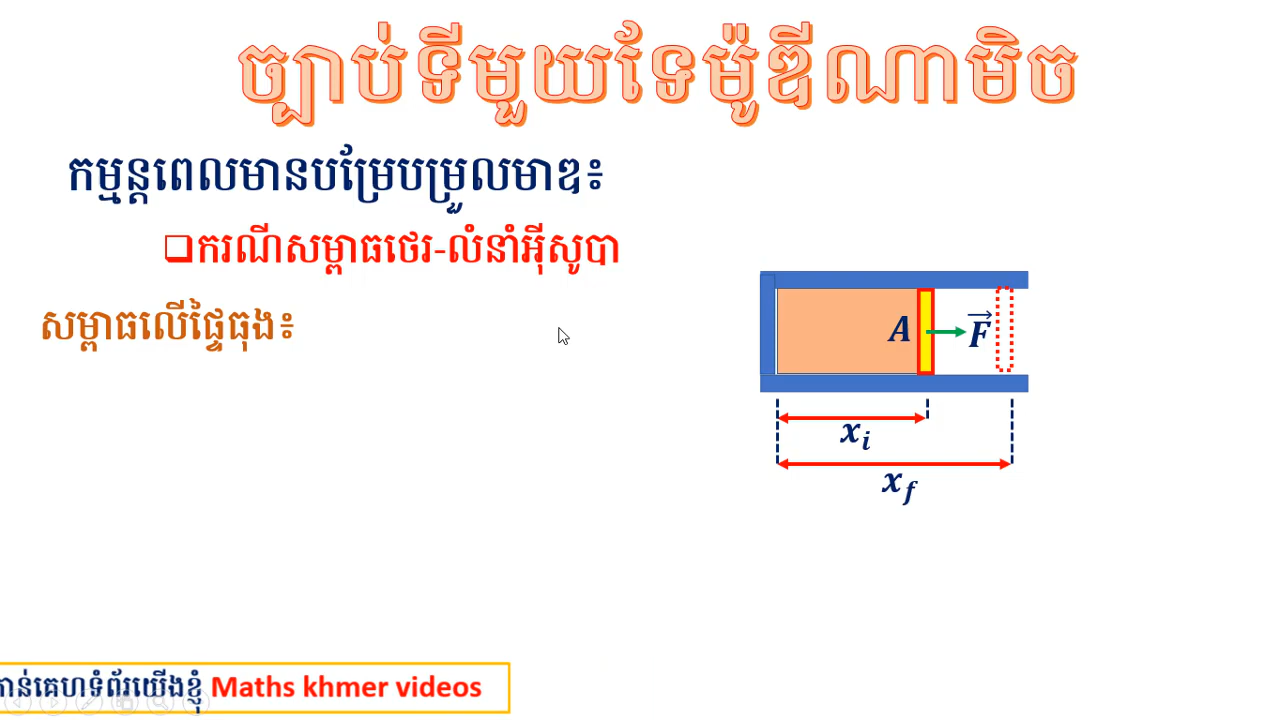 ច្បាប់ទីមួយទែម៉ូឌីណាមិច
កម្មន្តពេលមានបម្រែបម្រួលមាឌ៖
❑ករណីសម្ពាធថេរ-លំនាំអ៊ីសូបា
សម្ពាធលើផ្ទៃធុង៖
A
F
x_i
x_f
កាន់គេហទំព័រយើងខ្ញុំ Maths khmer videos